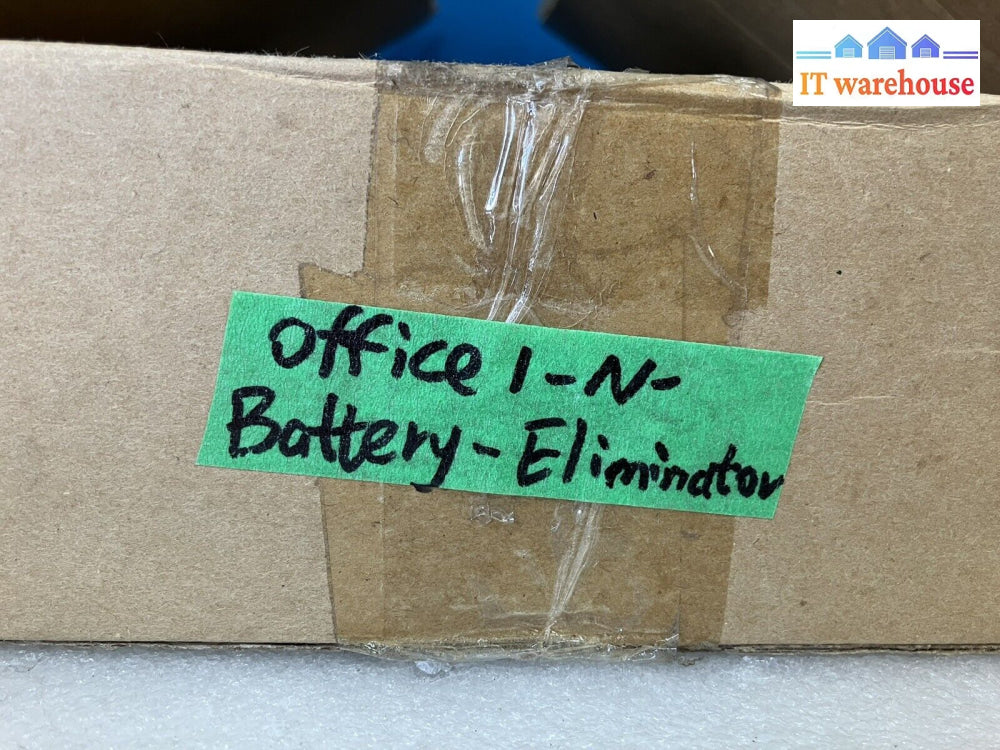 IT warehouse
Office 1-N-
Battery-Eliminator